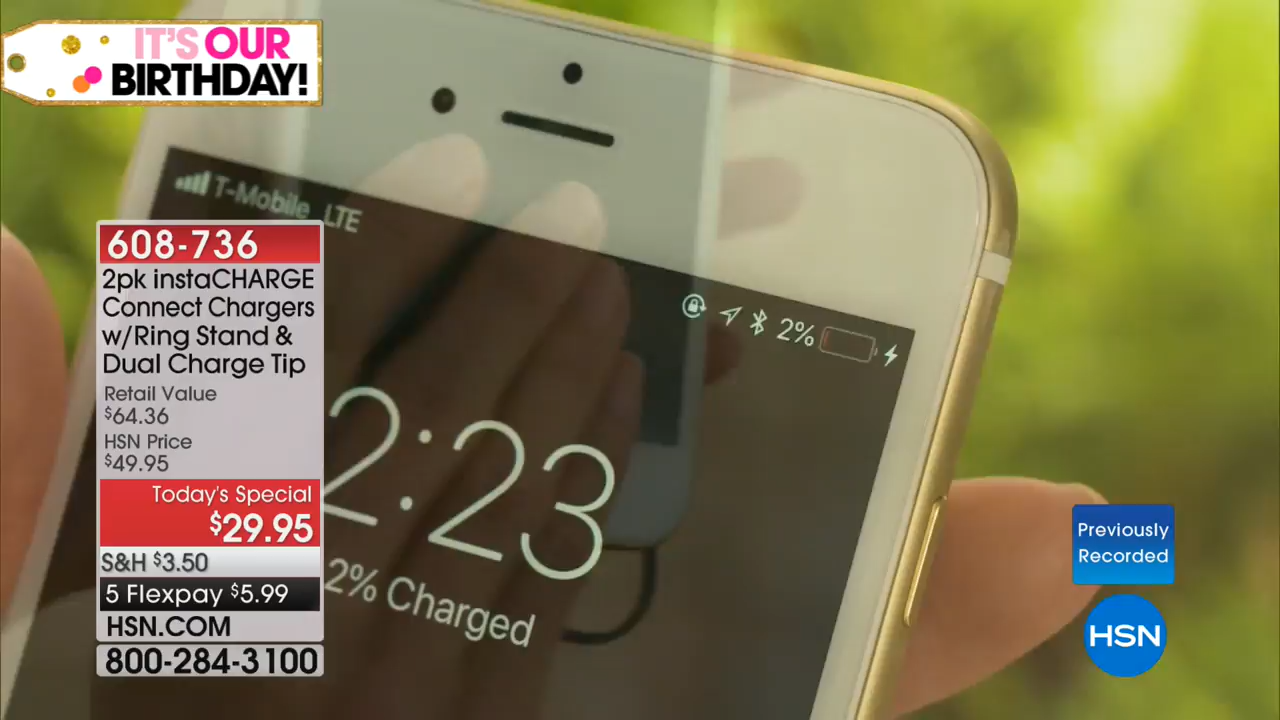 IT'S OUR
BIRTHDAY!
T-Mobile LTE
2%
2:23
2% Charged
608-736
2pk instaCHARGE
Connect Chargers
w/Ring Stand &
Dual Charge Tip
Retail Value
$64.36
HSN Price
$49.95
Today's Special
$29.95
S&H $3.50
5 Flexpay $5.99
HSN.COM
800-284-3100
Previously
Recorded
HSN